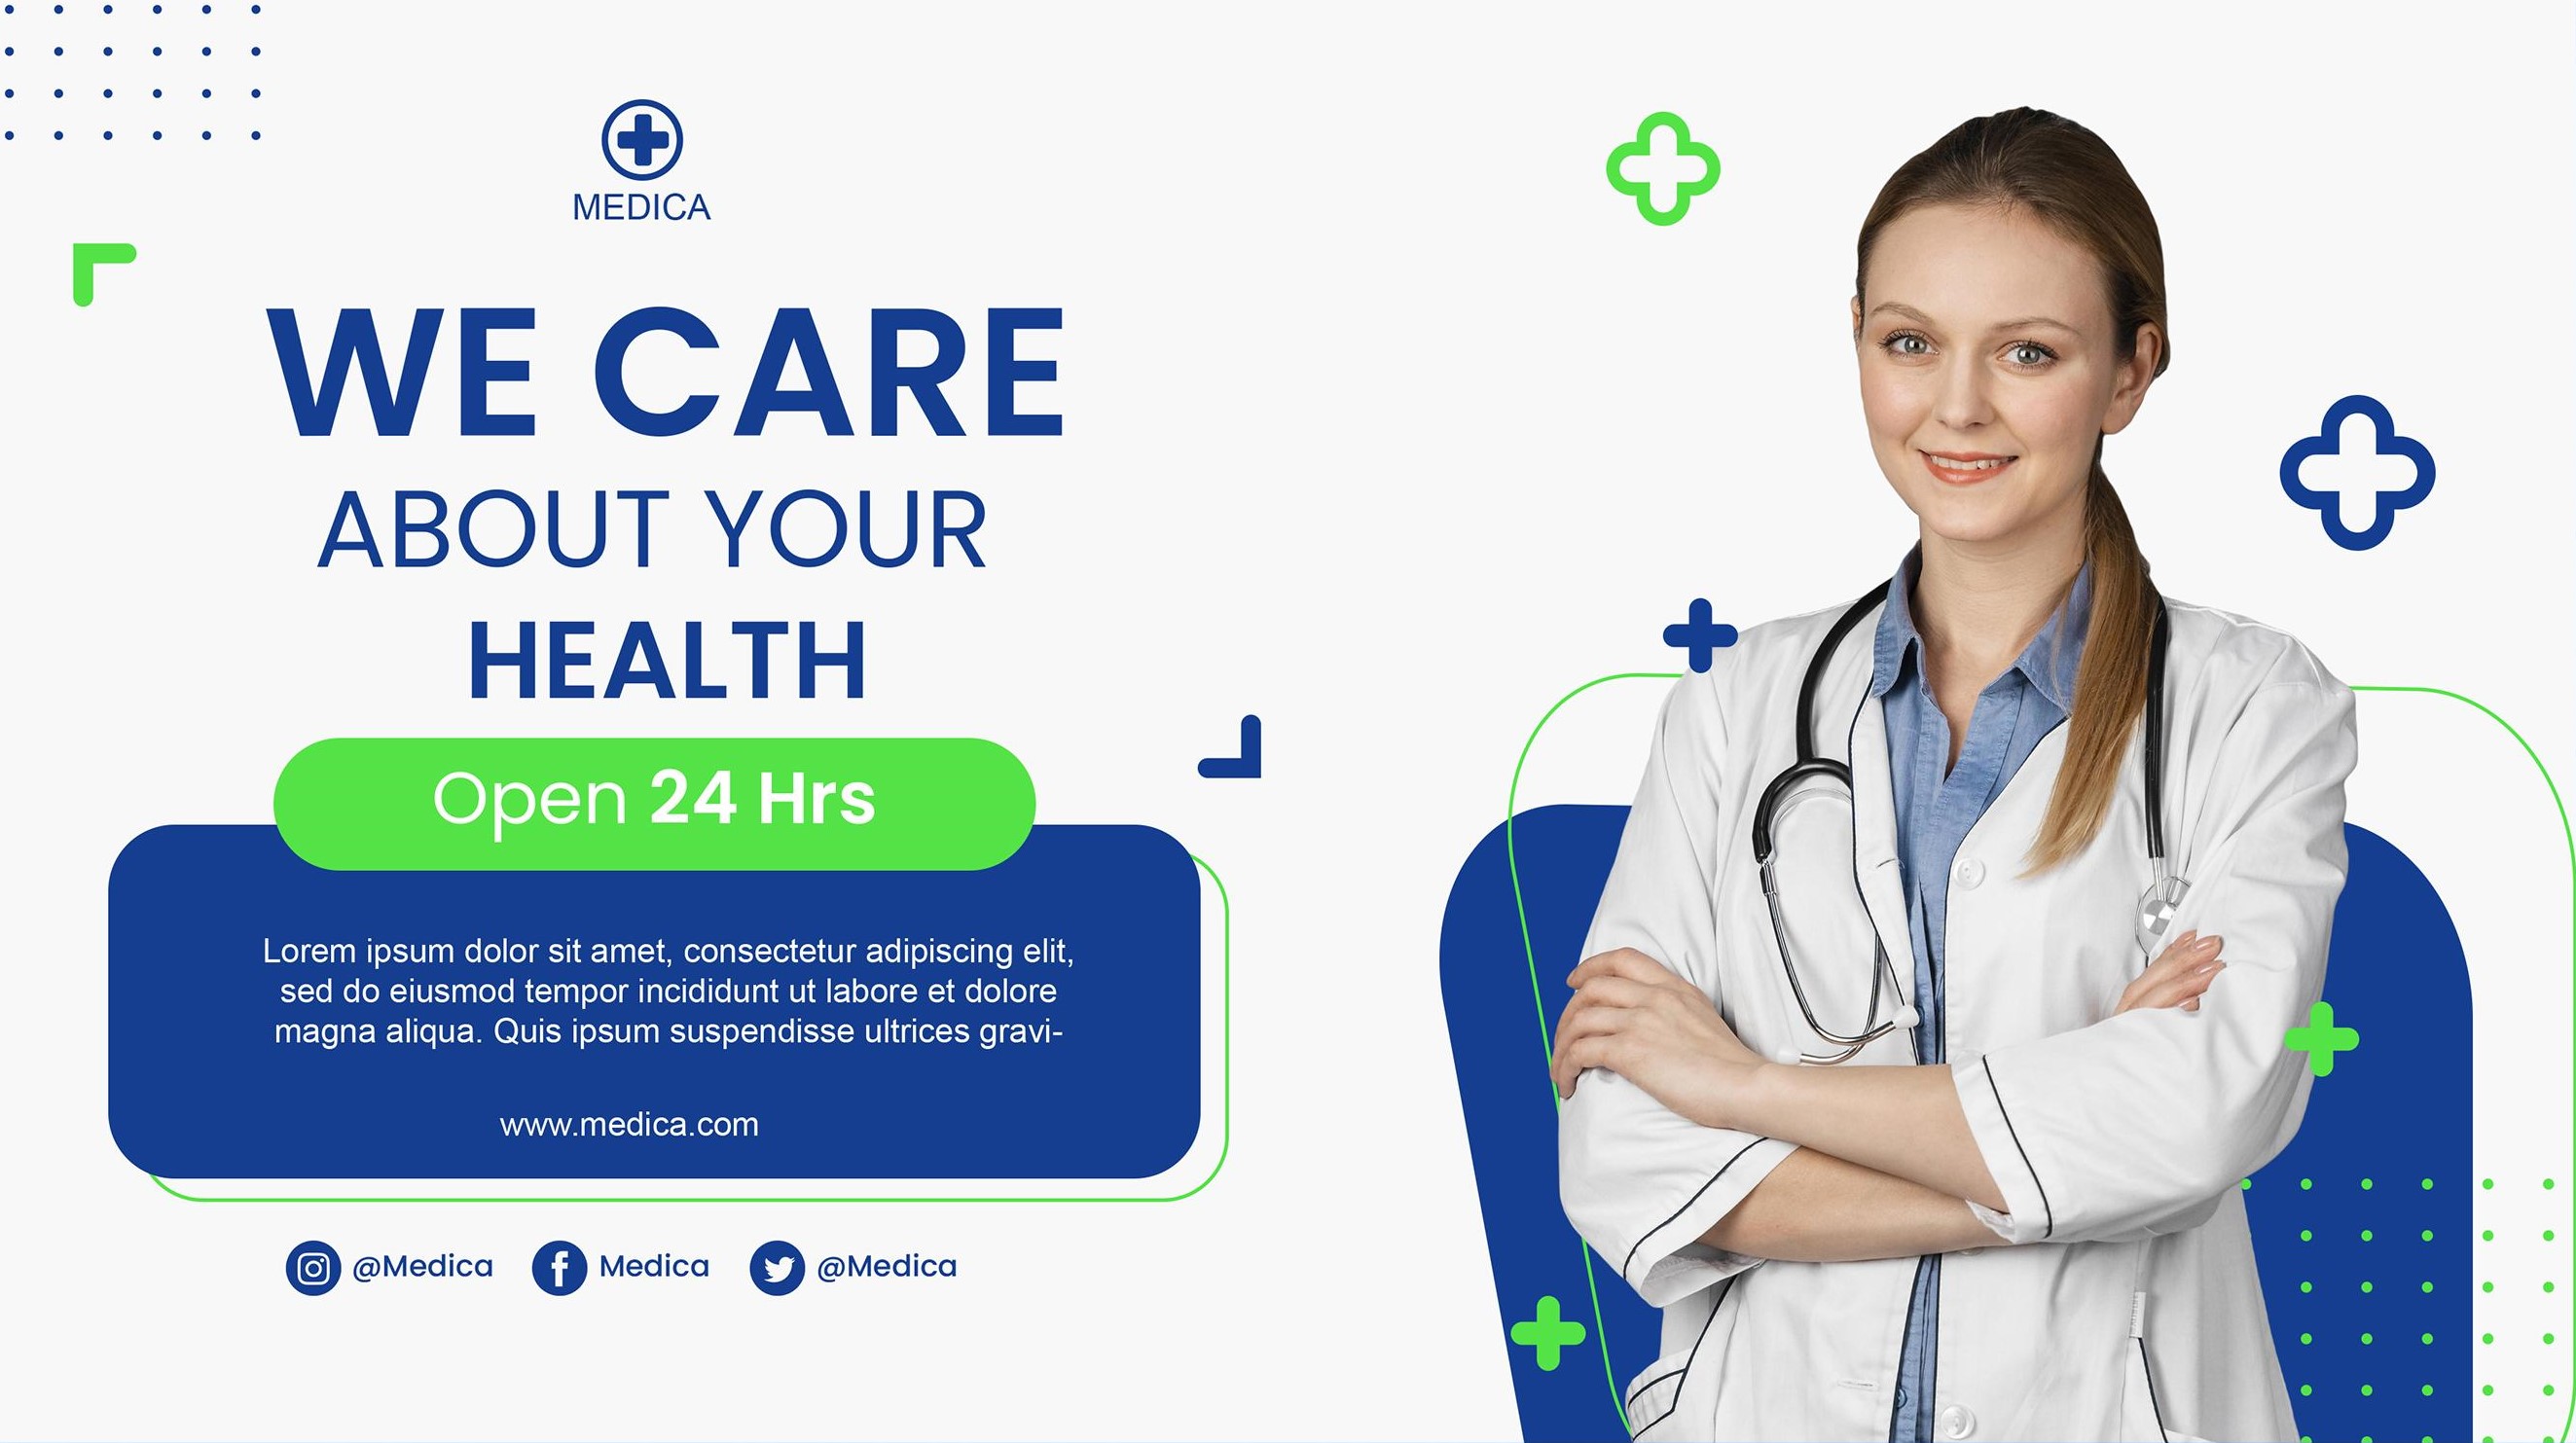 MEDICA
WE CARE
ABOUT YOUR
HEALTH
Open 24 Hrs
Lorem ipsum dolor sit amet, consectetur adipiscing elit,
sed do eiusmod tempor incididunt ut labore et dolore
magna aliqua. Quis ipsum suspendisse ultrices gravi-
www.medica.com
@Medica Medica @Medica